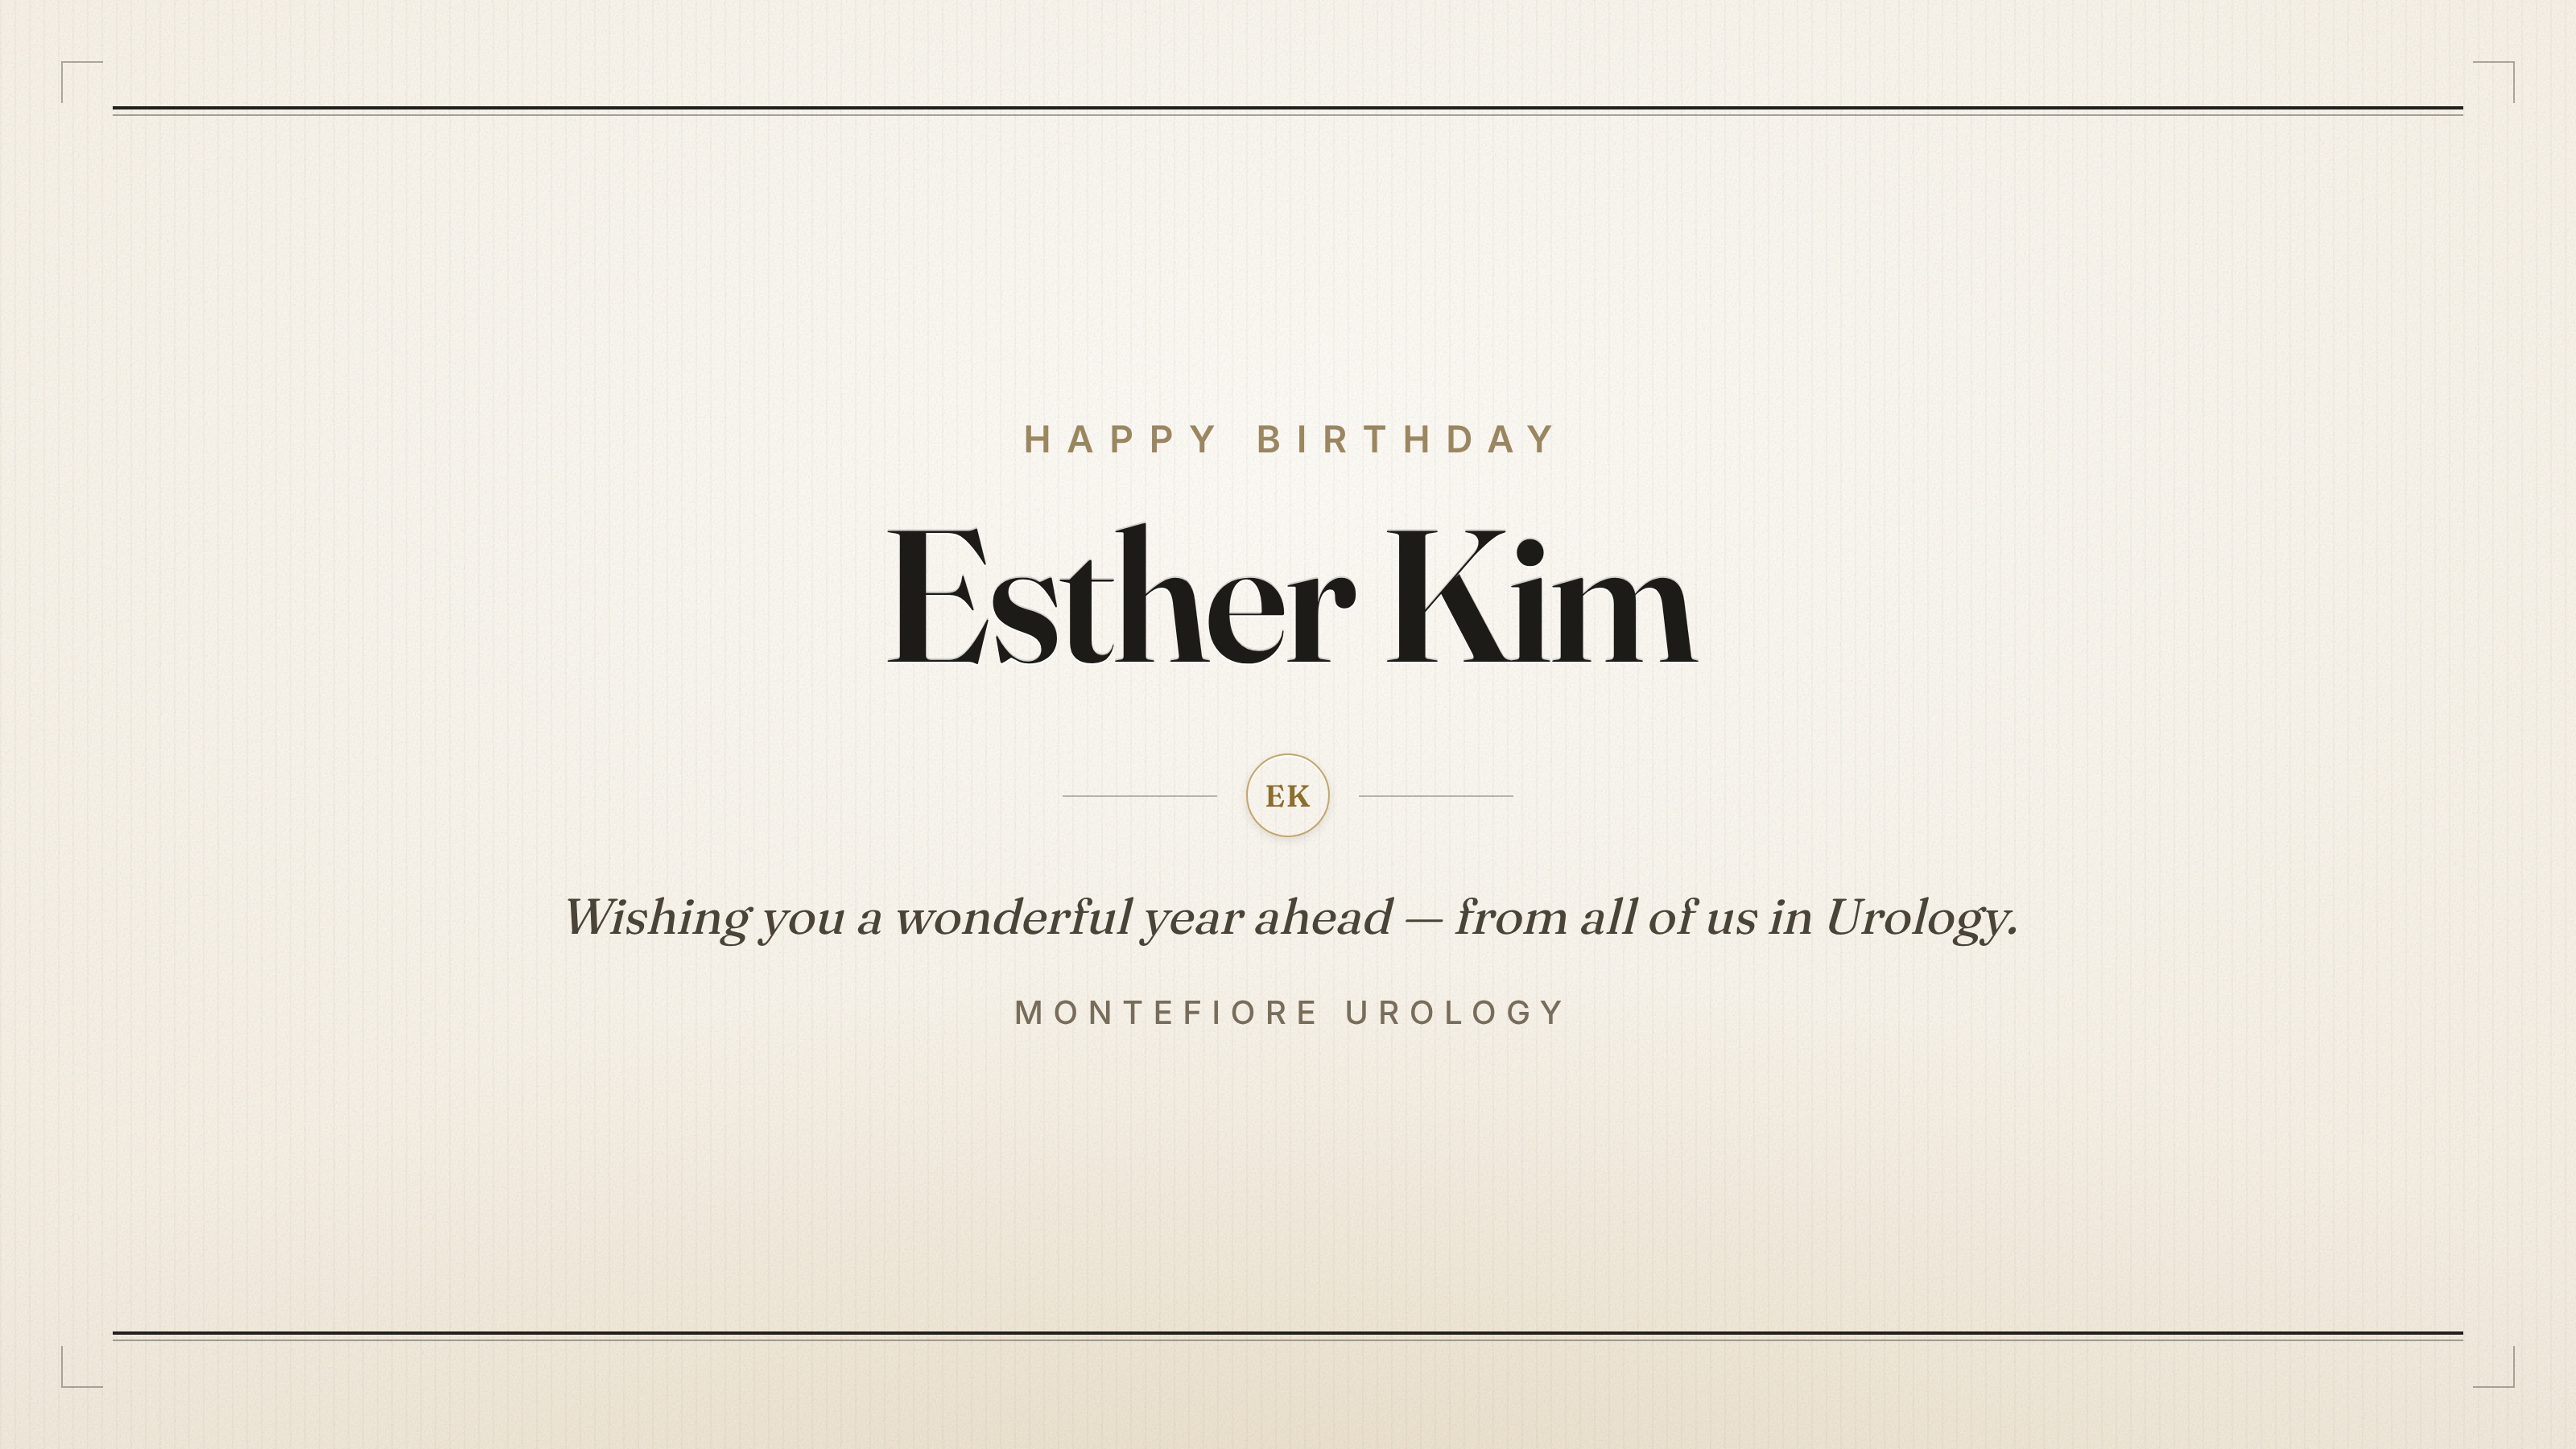 HAPPY BIRTHDAY
Esther Kim
EK
Wishing you a wonderful year ahead — from all of us in Urology.
MONTEFIORE UROLOGY